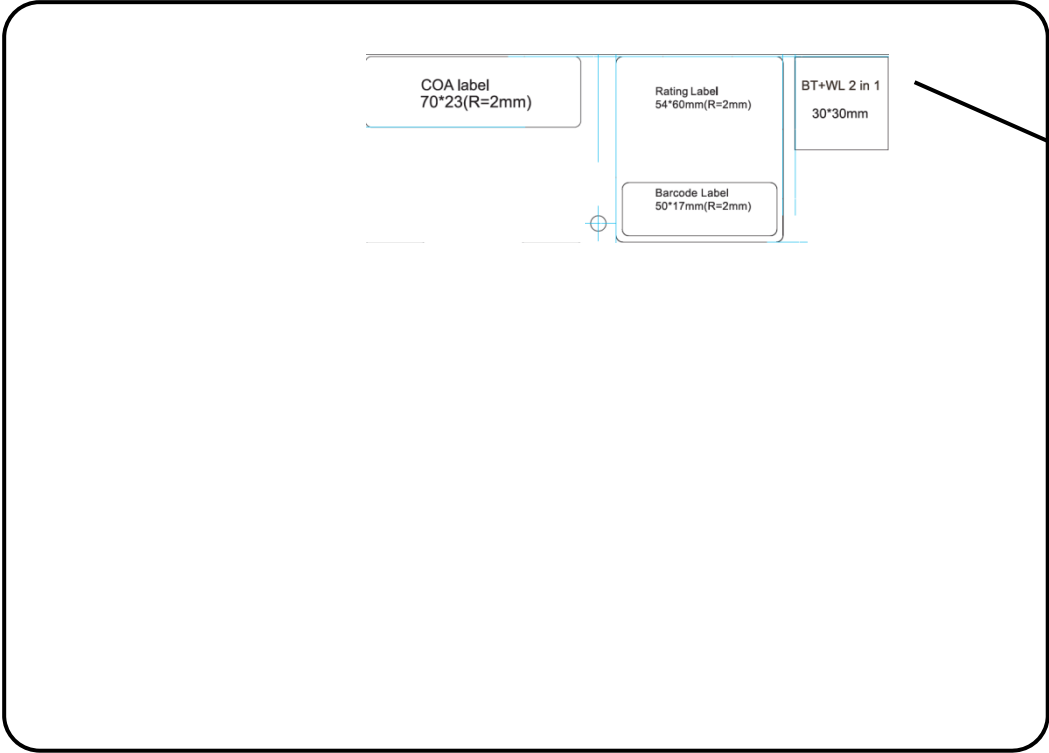 COA label
70*23(R=2mm)
Rating Label
54*60mm(R=2mm)
BT+WL 2 in 1
30*30mm
Barcode Label
50*17mm(R=2mm)